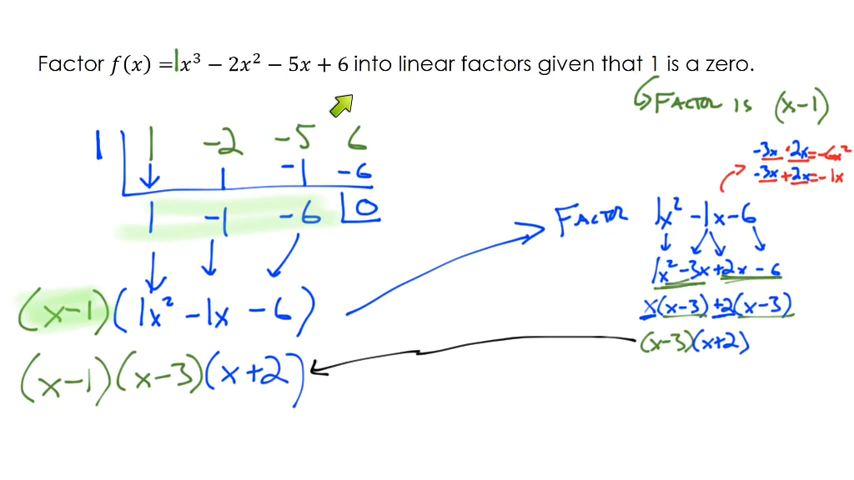 Factor f(x) = 1x³ − 2x² − 5x + 6 into linear factors given that 1 is a zero.
FACTOR IS (x-1)
1 | 1 -2 -5 6
1 -1 -6
1 -1 -6 | 0
-3x · 2x = -6x²
-3x + 2x = -1x
FACTOR 1x² - 1x - 6
1x² - 3x + 2x - 6
x(x-3) + 2(x-3)
(x-3)(x+2)
(x-1)(1x² - 1x - 6)
(x-1)(x-3)(x+2)